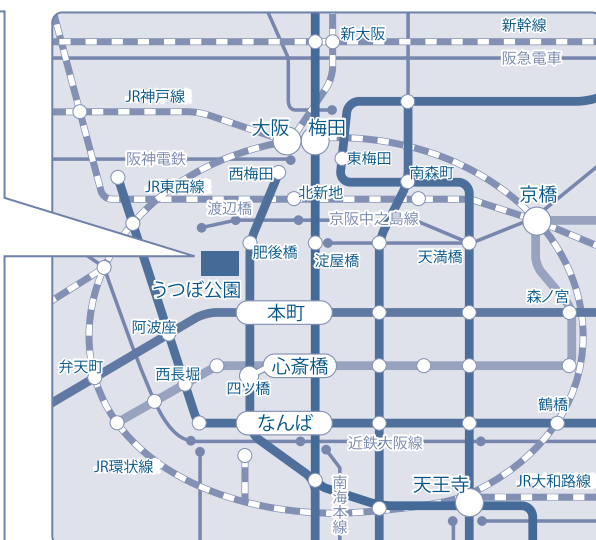 新幹線
新大阪
阪急電車
JR神戸線
大阪
梅田
阪神電鉄
東梅田
西梅田
南森町
JR東西線
北新地
京橋
渡辺橋
京阪中之島線
肥後橋
淀屋橋
天満橋
うつぼ公園
森ノ宮
本町
阿波座
弁天町
心斎橋
西長堀
四ツ橋
鶴橋
なんば
近鉄大阪線
JR環状線
南海本線
天王寺
JR大和路線